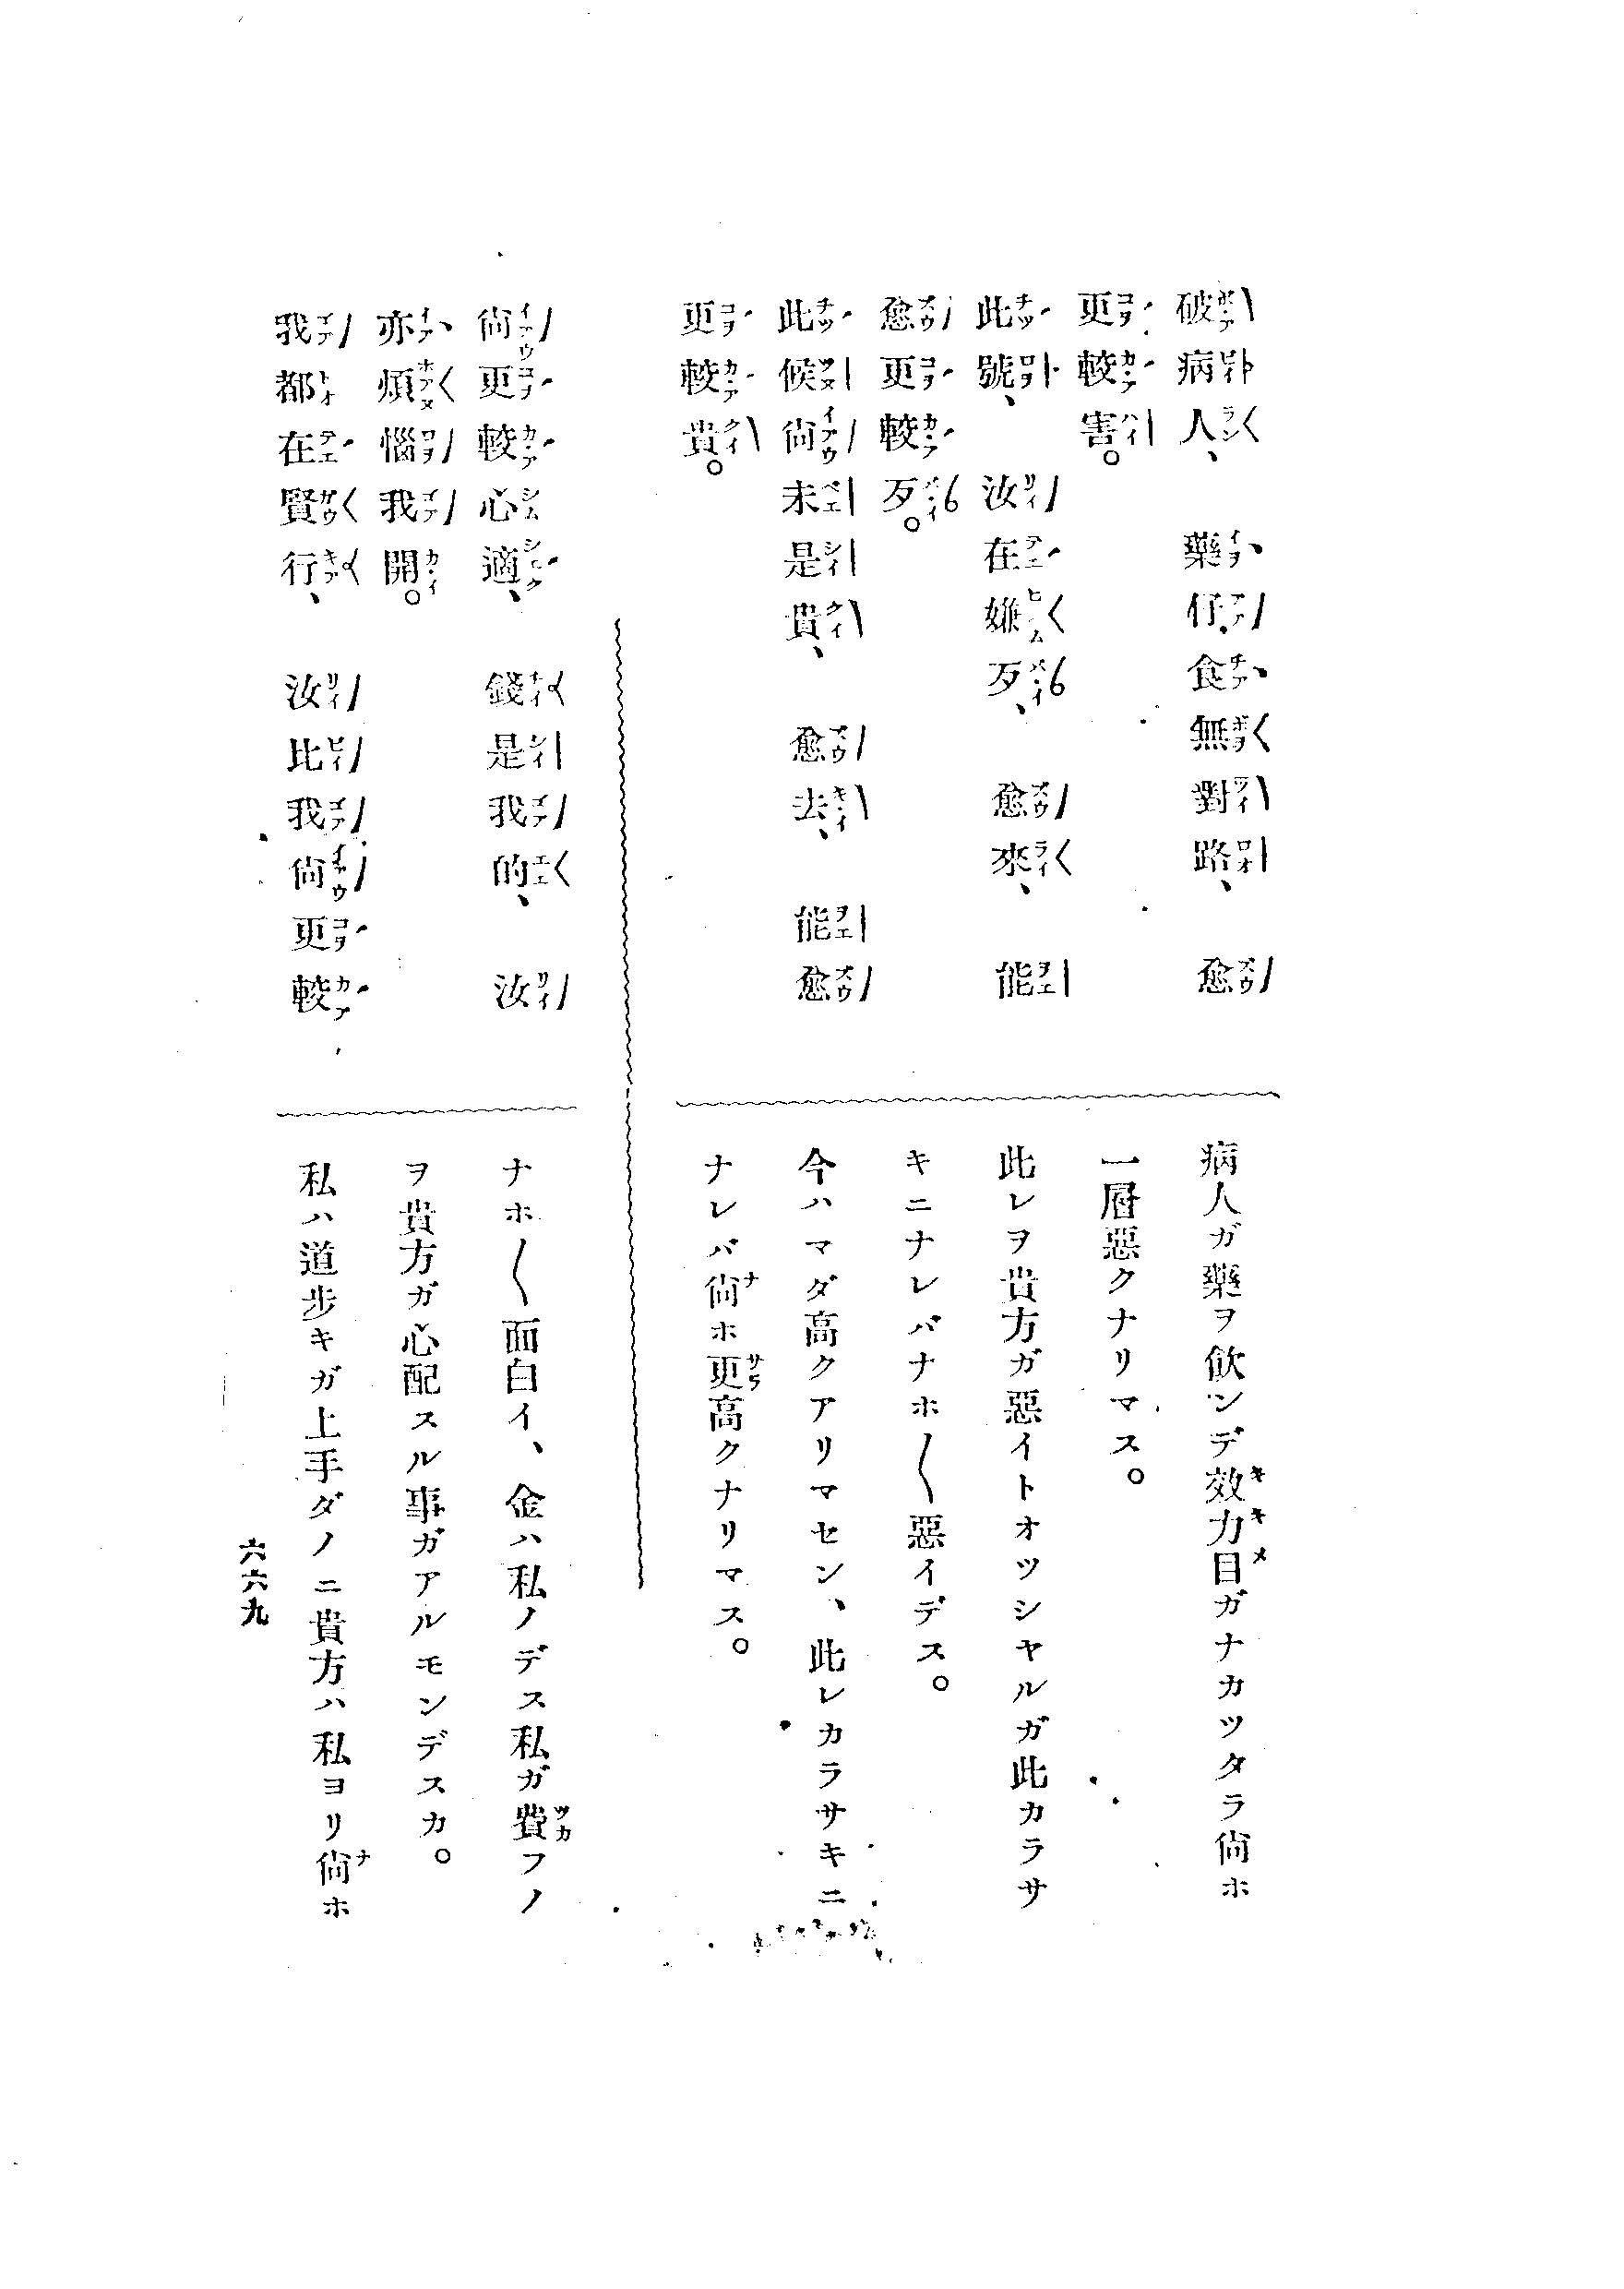 破病人、藥仔食無對路、愈
更較害。
此號、汝在嫌歹、愈來、能
愈更較歹。
此候尙未是貴、愈去、能愈
更較貴。
病人ガ藥ヲ飮ンデ效力目ガナカツタラ尙ホ
一層惡クナリマス。
此レヲ貴方ガ惡イトオツシヤルガ此カラサ
キニナレバナホ〱惡イデス。
今ハマダ高クアリマセン、此レカラサキニ
ナレバ尙ホ更高クナリマス。
尙更較心適、錢是我的、汝
亦煩惱我開。
我都在賢行、汝比我尙更較
ナホ〱面白イ、金ハ私ノデス私ガ費フノ
ヲ貴方ガ心配スル事ガアルモンデスカ。
私ハ道步キガ上手ダノニ貴方ハ私ヨリ尙ホ
六六九